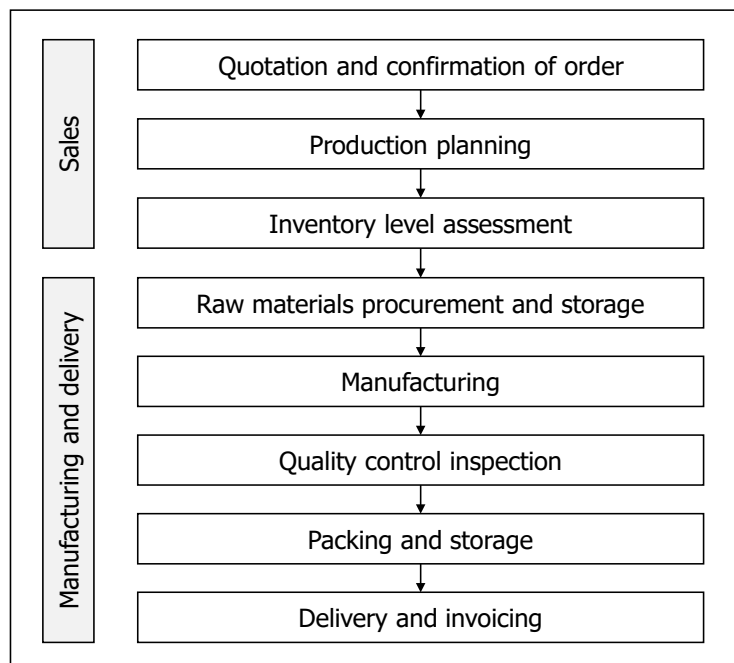 Sales
Quotation and confirmation of order
Production planning
Inventory level assessment
Manufacturing and delivery
Raw materials procurement and storage
Manufacturing
Quality control inspection
Packing and storage
Delivery and invoicing